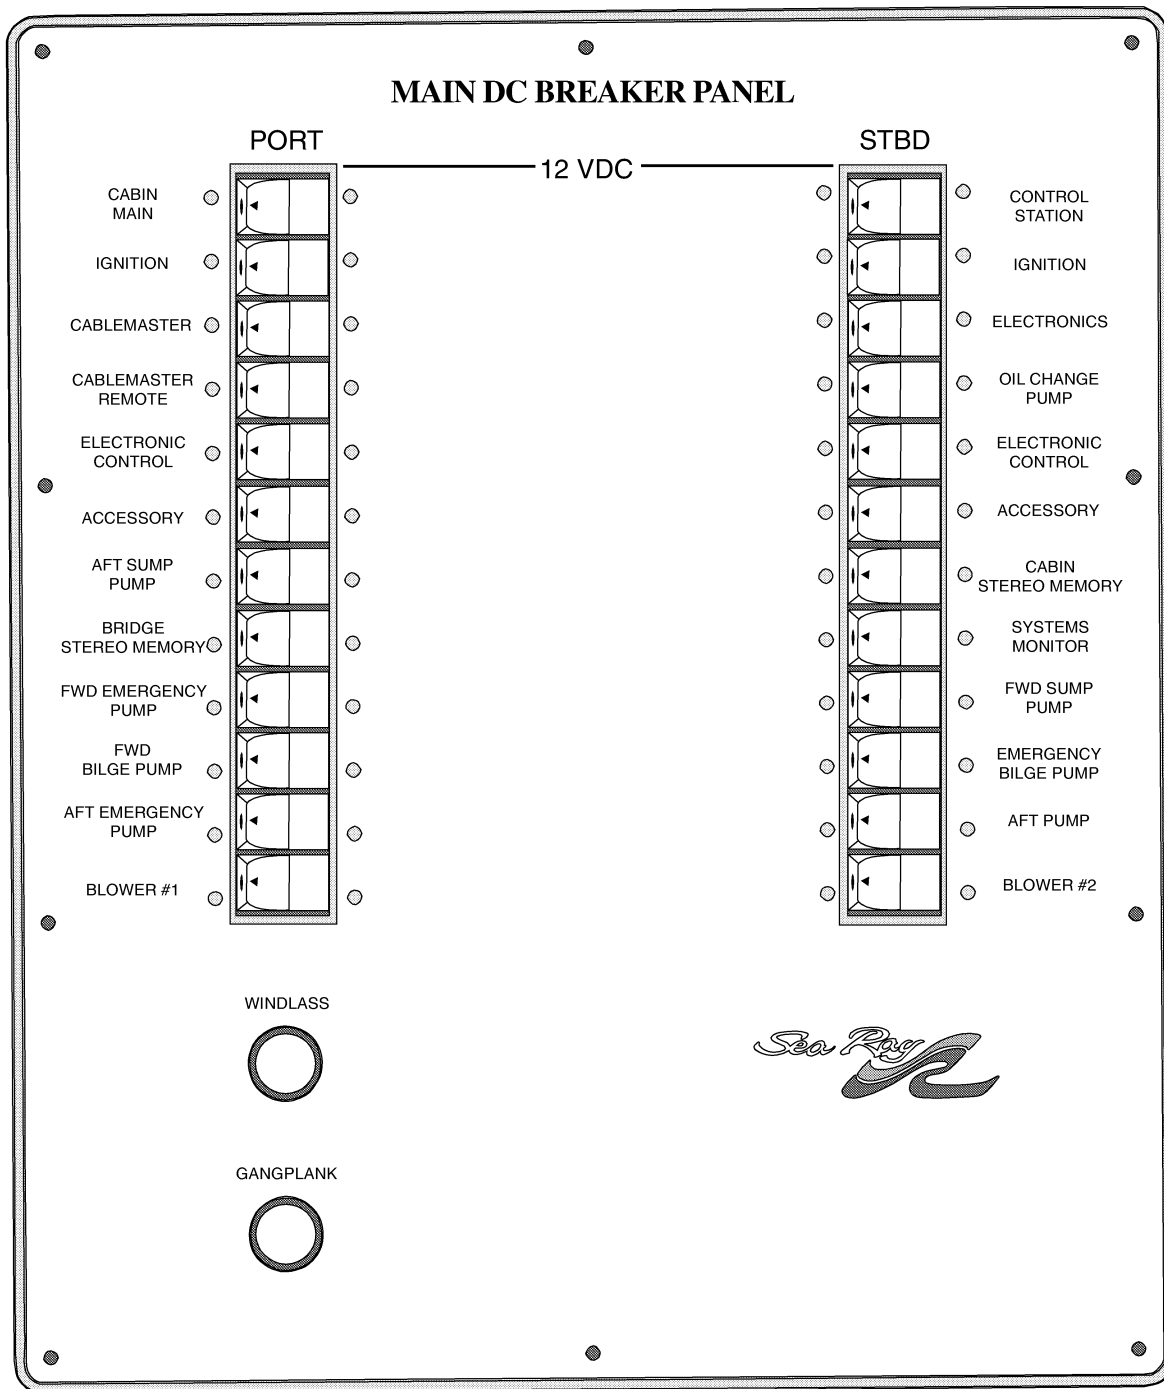 MAIN DC BREAKER PANEL
PORT
STBD
12 VDC
CABIN
MAIN
IGNITION
CABLEMASTER
CABLEMASTER
REMOTE
ELECTRONIC
CONTROL
ACCESSORY
AFT SUMP
PUMP
BRIDGE
STEREO MEMORY
FWD EMERGENCY
PUMP
FWD
BILGE PUMP
AFT EMERGENCY
PUMP
BLOWER #1
CONTROL
STATION
IGNITION
ELECTRONICS
OIL CHANGE
PUMP
ELECTRONIC
CONTROL
ACCESSORY
CABIN
STEREO MEMORY
SYSTEMS
MONITOR
FWD SUMP
PUMP
EMERGENCY
BILGE PUMP
AFT PUMP
BLOWER #2
WINDLASS
GANGPLANK
Sea Ray